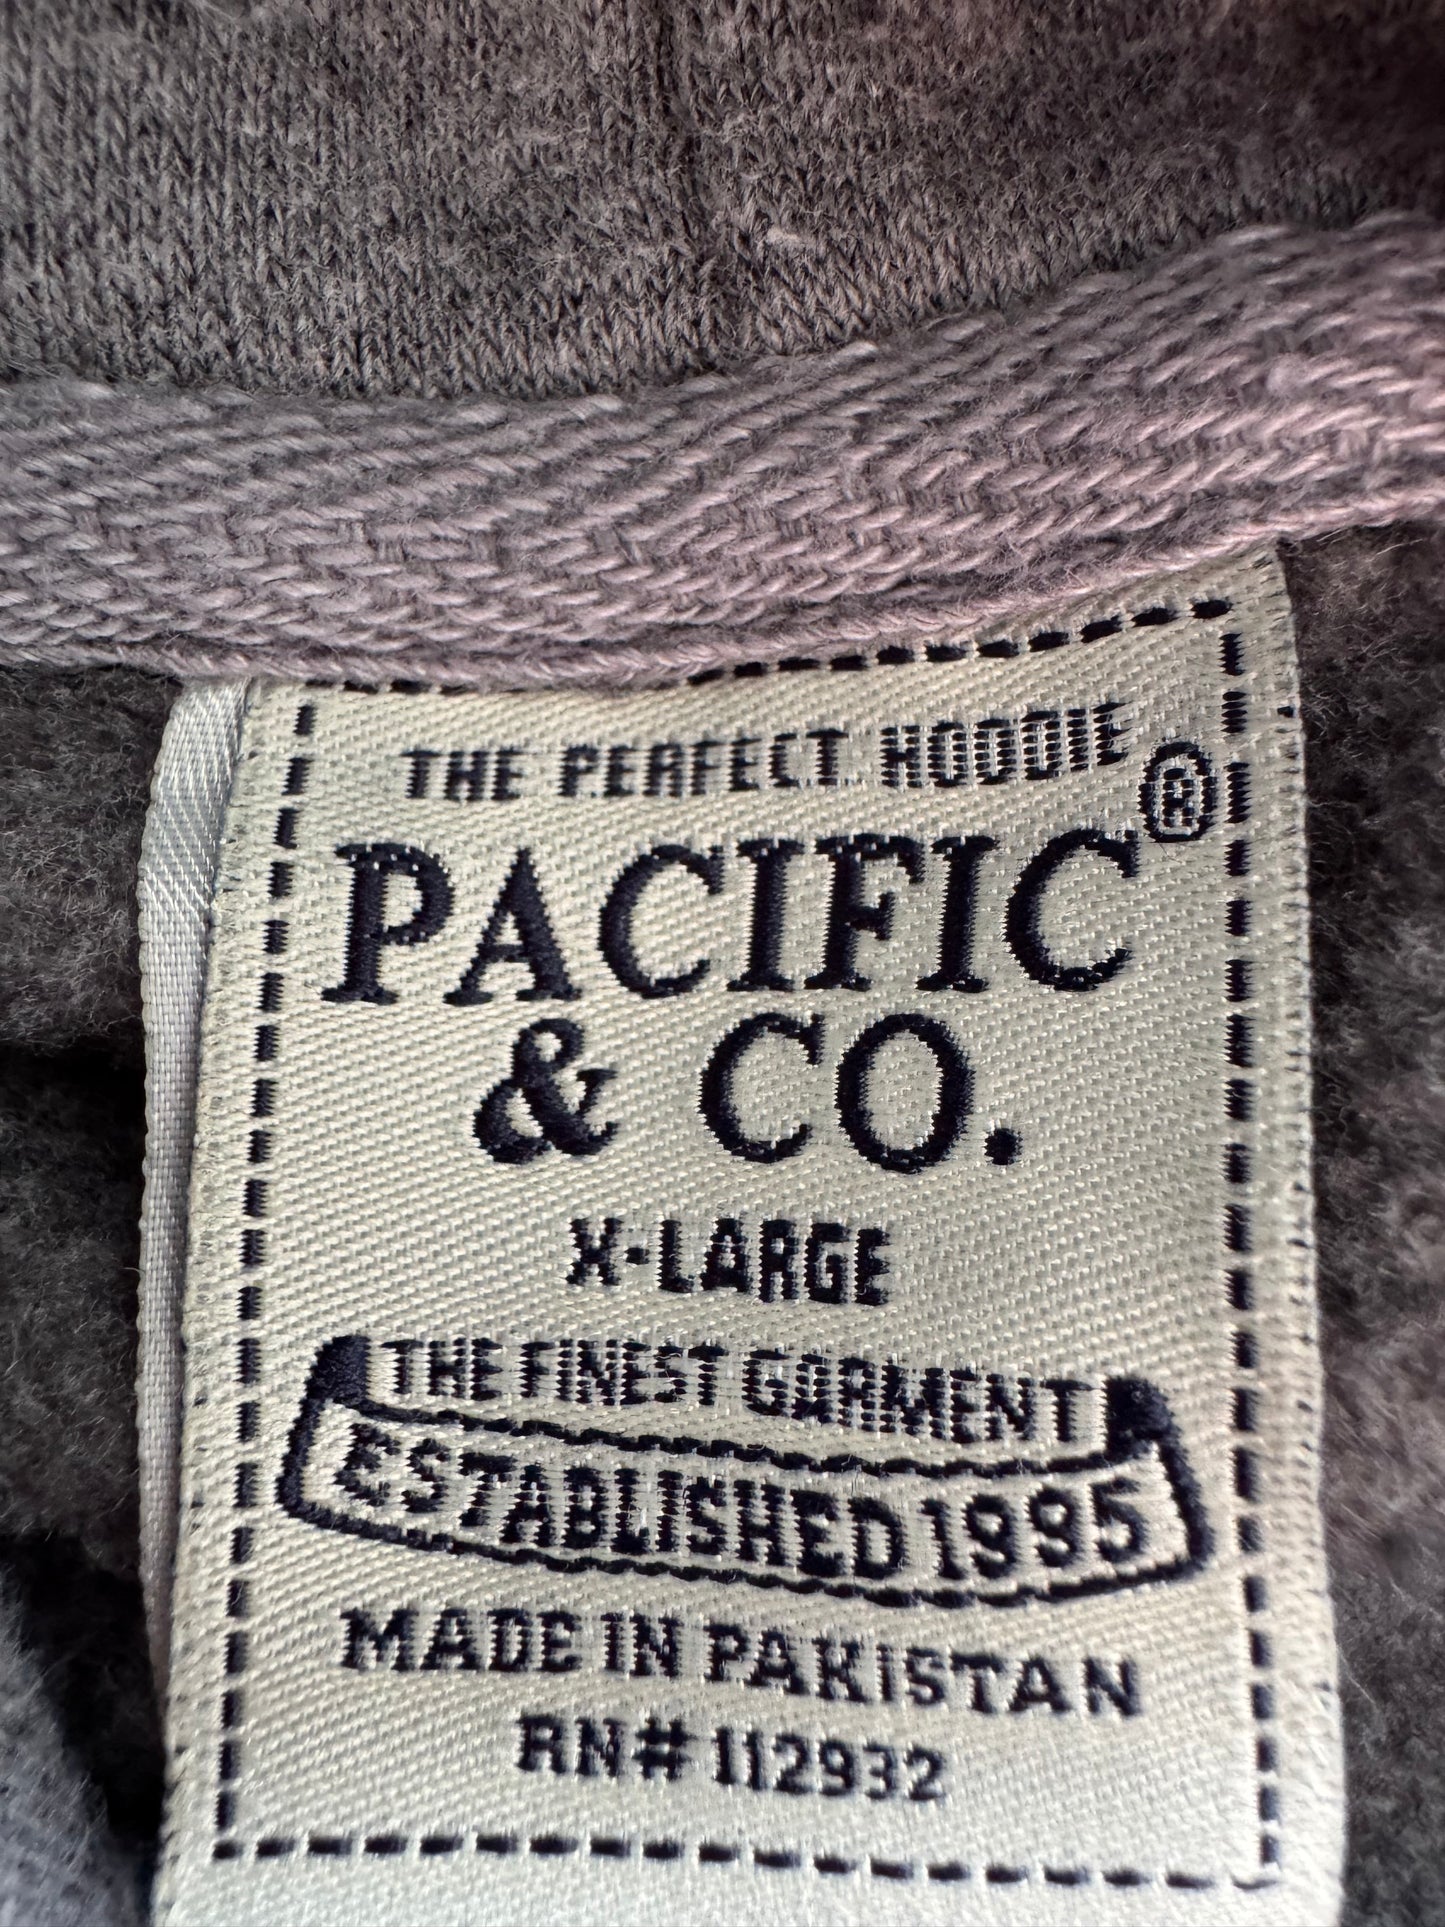 THE PERFECT HOODIE
PACIFIC®
& CO.
X-LARGE
THE FINEST GARMENT
ESTABLISHED 1995
MADE IN PAKISTAN
RN# 112932